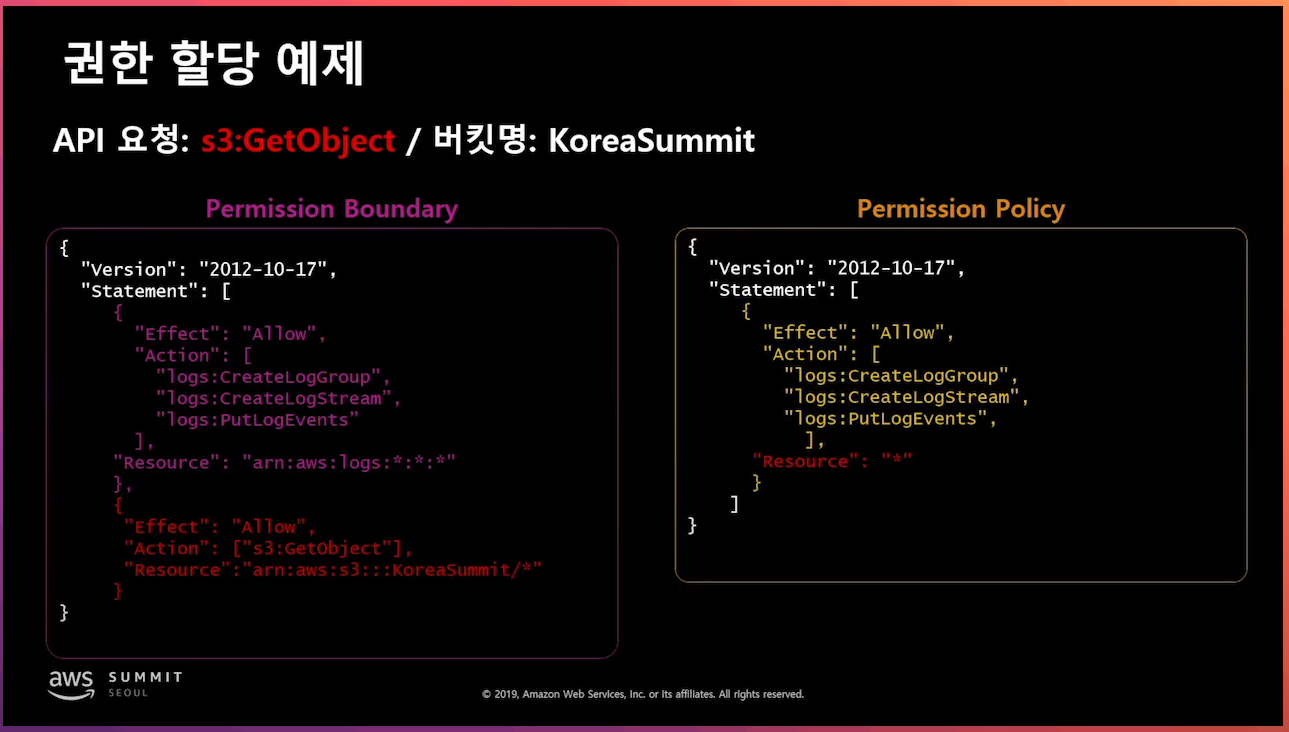 권한 할당 예제
API 요청: s3:GetObject / 버킷명: KoreaSummit
Permission Boundary
{
"Version": "2012-10-17",
"Statement": [
{
"Effect": "Allow",
"Action": [
"logs:CreateLogGroup",
"logs:CreateLogStream",
"logs:PutLogEvents"
],
"Resource": "arn:aws:logs:*:*:*"
},
{
"Effect": "Allow",
"Action": ["s3:GetObject"],
"Resource":"arn:aws:s3:::KoreaSummit/*"
}
}
Permission Policy
{
"Version": "2012-10-17",
"Statement": [
{
"Effect": "Allow",
"Action": [
"logs:CreateLogGroup",
"logs:CreateLogStream",
"logs:PutLogEvents",
],
"Resource": "*"
}
]
}
aws SUMMIT
SEOUL
© 2019, Amazon Web Services, Inc. or its affiliates. All rights reserved.